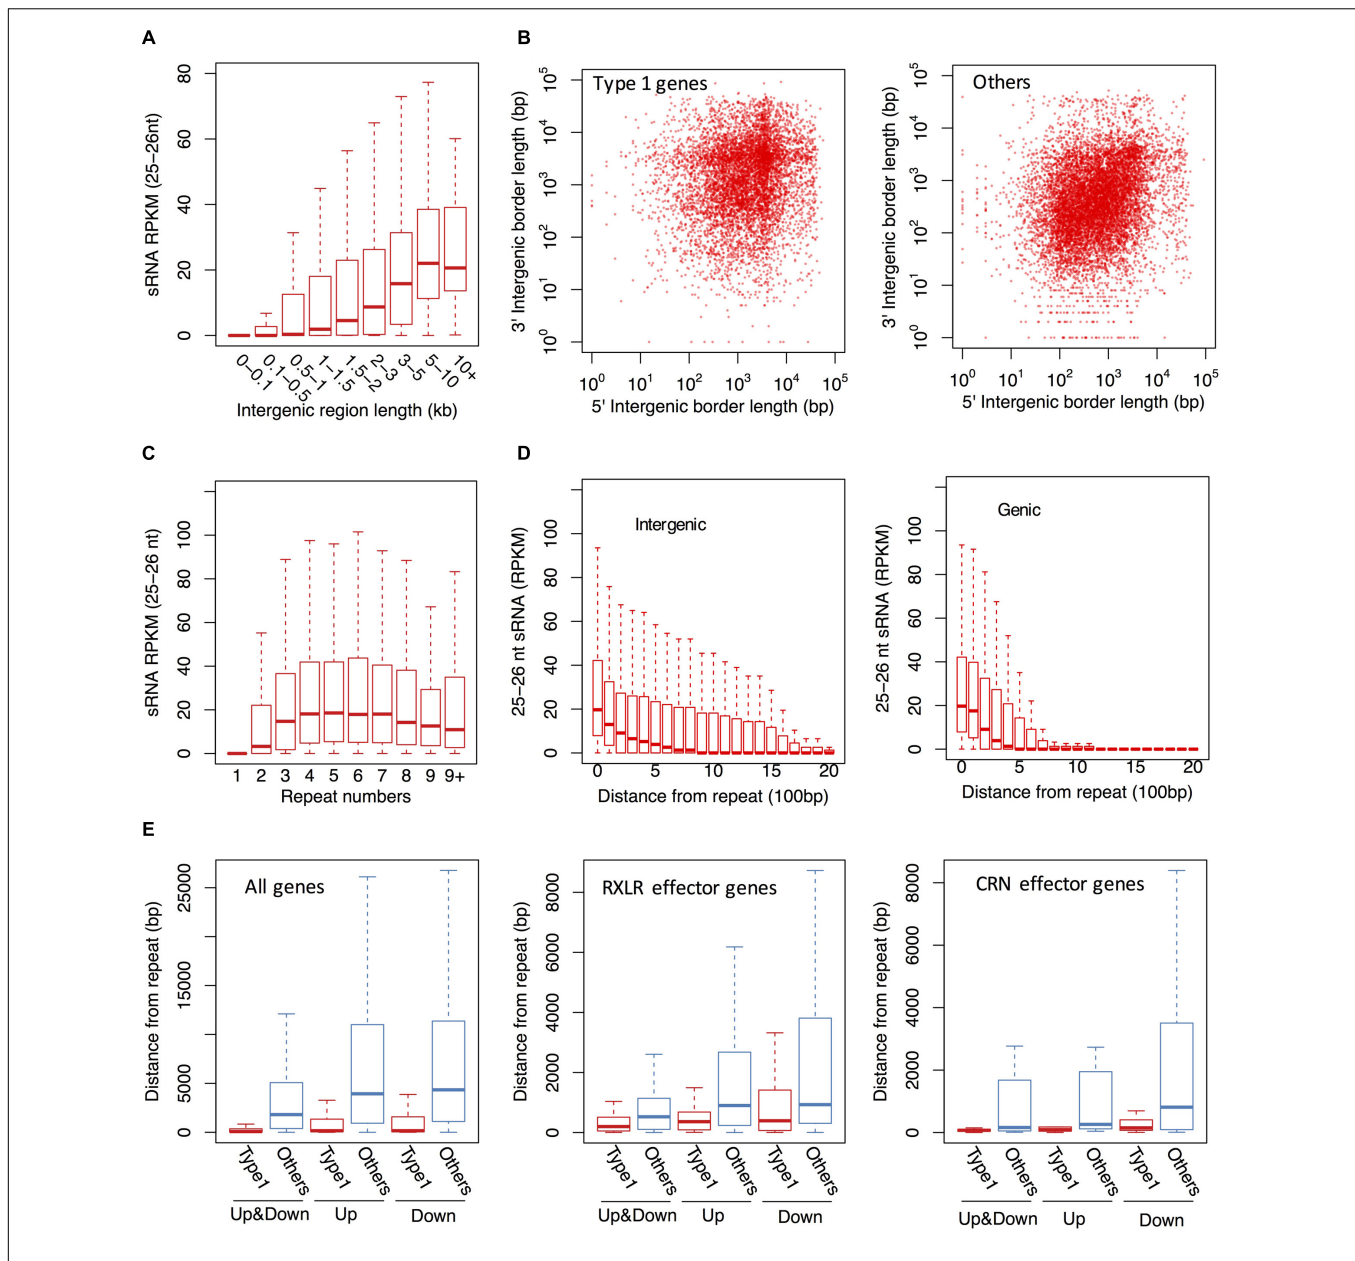 A
sRNA RPKM (25−26nt)
80
60
40
20
0
0−0.1
0.1−0.5
0.5−1
1−1.5
1.5−2
2−3
3−5
5−10
10+
Intergenic region length (kb)
B
Type 1 genes
3' Intergenic border length (bp)
10^5
10^4
10^3
10^2
10^1
10^0
10^0 10^1 10^2 10^3 10^4 10^5
5' Intergenic border length (bp)
Others
3' Intergenic border length (bp)
10^5
10^4
10^3
10^2
10^1
10^0
10^0 10^1 10^2 10^3 10^4 10^5
5' Intergenic border length (bp)
C
sRNA RPKM (25−26 nt)
100
80
60
40
20
0
1 2 3 4 5 6 7 8 9 9+
Repeat numbers
D
Intergenic
25−26 nt sRNA (RPKM)
100
80
60
40
20
0
0 5 10 15 20
Distance from repeat (100bp)
Genic
25−26 nt sRNA (RPKM)
100
80
60
40
20
0
0 5 10 15 20
Distance from repeat (100bp)
E
All genes
Distance from repeat (bp)
25000
15000
5000
0
Type1 Others Type1 Others Type1 Others
Up&Down Up Down
RXLR effector genes
Distance from repeat (bp)
8000
6000
4000
2000
0
Type1 Others Type1 Others Type1 Others
Up&Down Up Down
CRN effector genes
Distance from repeat (bp)
8000
6000
4000
2000
0
Type1 Others Type1 Others Type1 Others
Up&Down Up Down